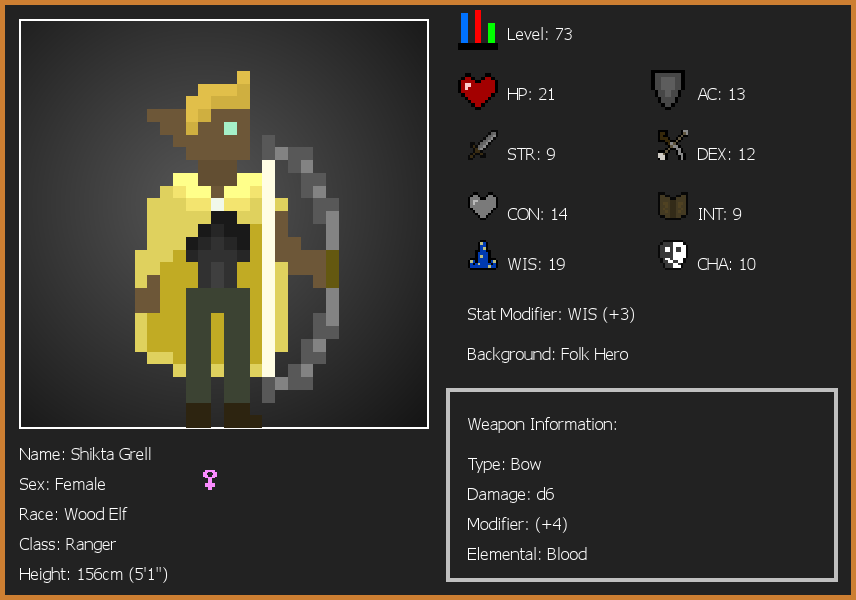 Level: 73
HP: 21
AC: 13
STR: 9
DEX: 12
CON: 14
INT: 9
WIS: 19
CHA: 10
Stat Modifier: WIS (+3)
Background: Folk Hero
Weapon Information:
Type: Bow
Damage: d6
Modifier: (+4)
Elemental: Blood
Name: Shikta Grell
Sex: Female
Race: Wood Elf
Class: Ranger
Height: 156cm (5'1")